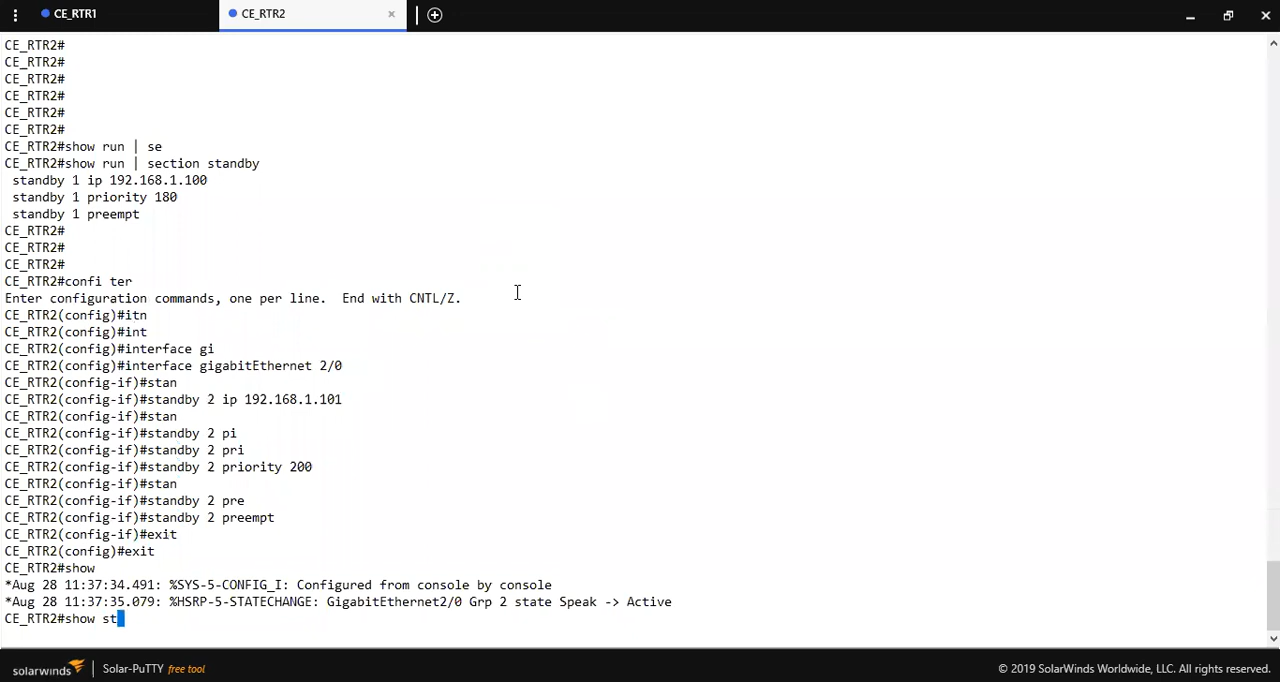 CE_RTR1
CE_RTR2
CE_RTR2#
CE_RTR2#
CE_RTR2#
CE_RTR2#
CE_RTR2#
CE_RTR2#
CE_RTR2#show run | se
CE_RTR2#show run | section standby
 standby 1 ip 192.168.1.100
 standby 1 priority 180
 standby 1 preempt
CE_RTR2#
CE_RTR2#
CE_RTR2#
CE_RTR2#confi ter
Enter configuration commands, one per line.  End with CNTL/Z.
CE_RTR2(config)#itn
CE_RTR2(config)#int
CE_RTR2(config)#interface gi
CE_RTR2(config)#interface gigabitEthernet 2/0
CE_RTR2(config-if)#stan
CE_RTR2(config-if)#standby 2 ip 192.168.1.101
CE_RTR2(config-if)#stan
CE_RTR2(config-if)#standby 2 pi
CE_RTR2(config-if)#standby 2 pri
CE_RTR2(config-if)#standby 2 priority 200
CE_RTR2(config-if)#stan
CE_RTR2(config-if)#standby 2 pre
CE_RTR2(config-if)#standby 2 preempt
CE_RTR2(config-if)#exit
CE_RTR2(config)#exit
CE_RTR2#show
*Aug 28 11:37:34.491: %SYS-5-CONFIG_I: Configured from console by console
*Aug 28 11:37:35.079: %HSRP-5-STATECHANGE: GigabitEthernet2/0 Grp 2 state Speak -> Active
CE_RTR2#show st
solarwinds Solar-PuTTY free tool © 2019 SolarWinds Worldwide, LLC. All rights reserved.